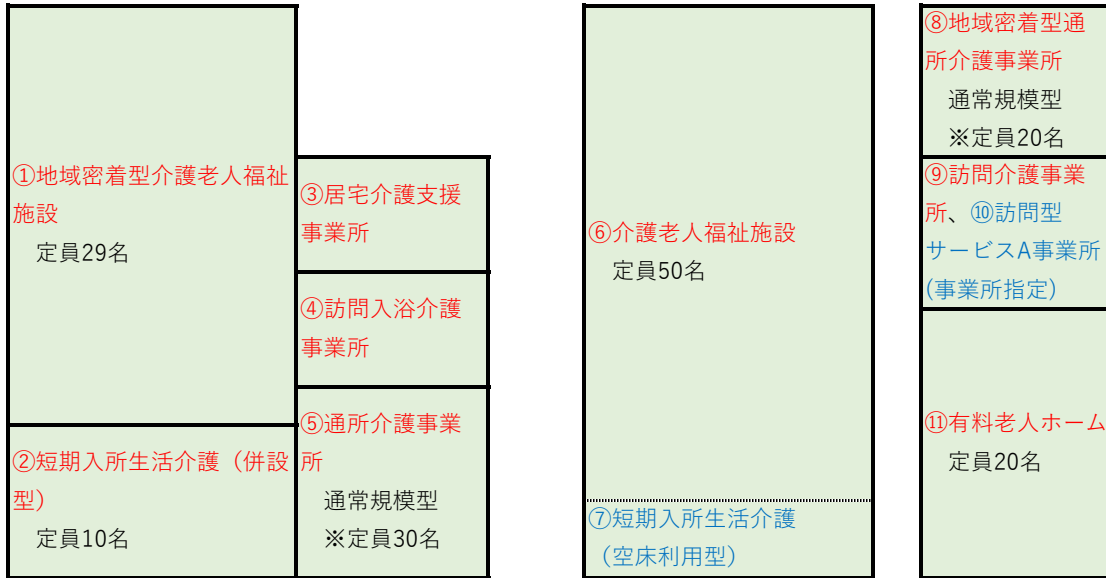 ①地域密着型介護老人福祉
施設
定員29名
②短期入所生活介護（併設
型）
定員10名
③居宅介護支援
事業所
④訪問入浴介護
事業所
⑤通所介護事業
所
通常規模型
※定員30名
⑥介護老人福祉施設
定員50名
⑦短期入所生活介護
（空床利用型）
⑧地域密着型通
所介護事業所
通常規模型
※定員20名
⑨訪問介護事業
所、⑩訪問型
サービスA事業所
(事業所指定)
⑪有料老人ホーム
定員20名